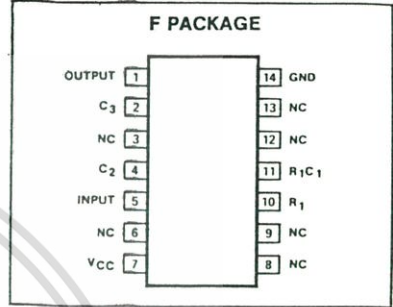 F PACKAGE
OUTPUT 1
C3 2
NC 3
C2 4
INPUT 5
NC 6
VCC 7
14 GND
13 NC
12 NC
11 R1C1
10 R1
9 NC
8 NC